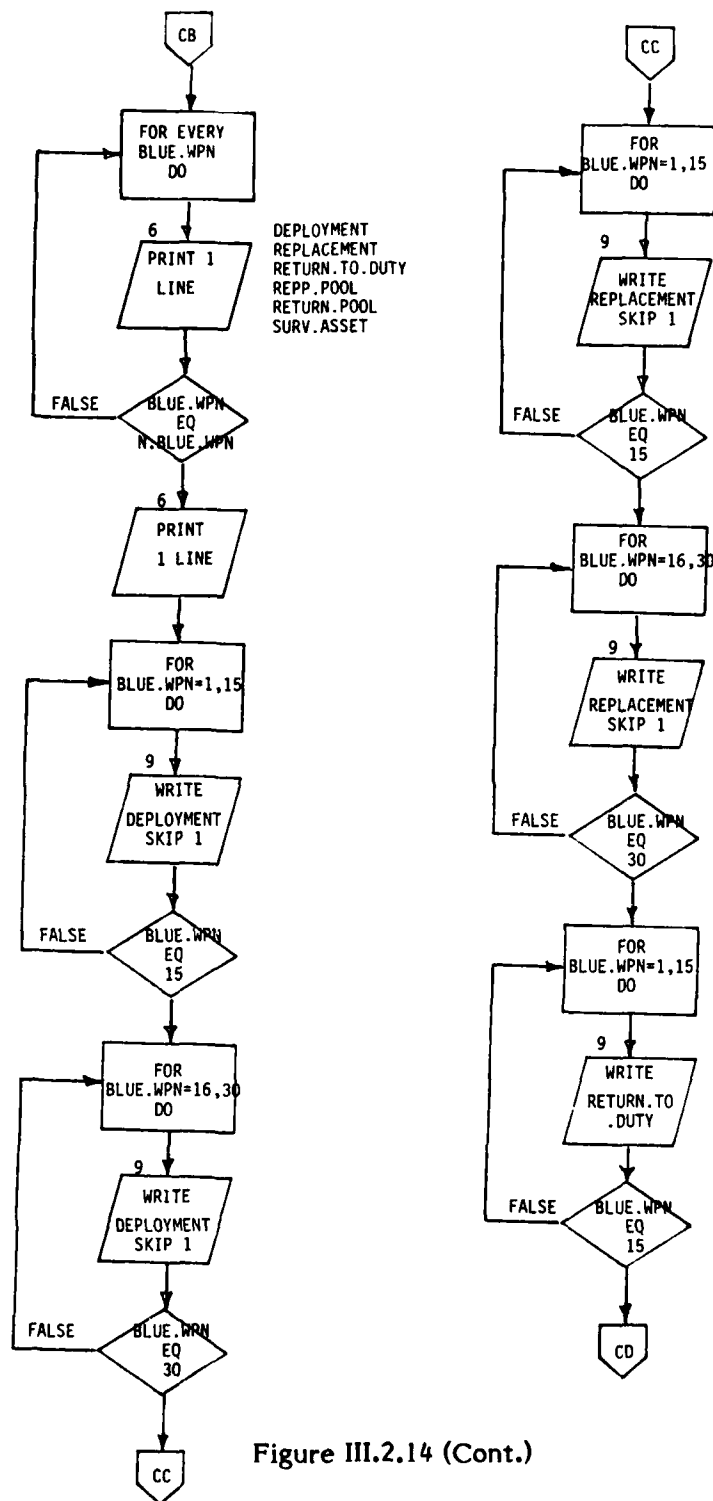 CB
FOR EVERY
BLUE.WPN
DO
6
PRINT 1
LINE
DEPLOYMENT
REPLACEMENT
RETURN.TO.DUTY
REPP.POOL
RETURN.POOL
SURV.ASSET
FALSE
BLUE.WPN
EQ
N.BLUE.WPN
6
PRINT
1 LINE
FOR
BLUE.WPN=1,15
DO
9
WRITE
DEPLOYMENT
SKIP 1
FALSE
BLUE.WPN
EQ
15
FOR
BLUE.WPN=16,30
DO
9
WRITE
DEPLOYMENT
SKIP 1
FALSE
BLUE.WPN
EQ
30
CC
CC
FOR
BLUE.WPN=1,15
DO
9
WRITE
REPLACEMENT
SKIP 1
FALSE
BLUE.WPN
EQ
15
FOR
BLUE.WPN=16,30
DO
9
WRITE
REPLACEMENT
SKIP 1
FALSE
BLUE.WPN
EQ
30
FOR
BLUE.WPN=1,15
DO
9
WRITE
RETURN.TO
.DUTY
FALSE
BLUE.WPN
EQ
15
CD
Figure III.2.14 (Cont.)